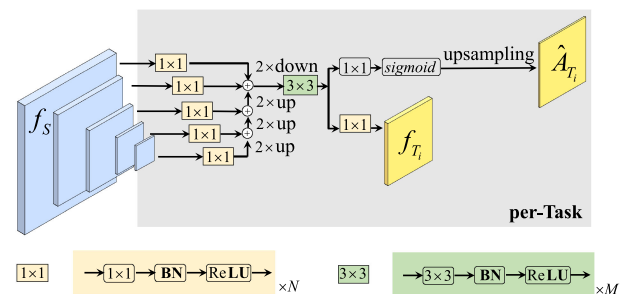 f_S
1×1
1×1
1×1
1×1
1×1
2×down
2×up
2×up
2×up
3×3
1×1
sigmoid
upsampling
Â_{T_i}
1×1
f_{T_i}
per-Task
1×1
1×1 BN ReLU ×N
3×3
3×3 BN ReLU ×M